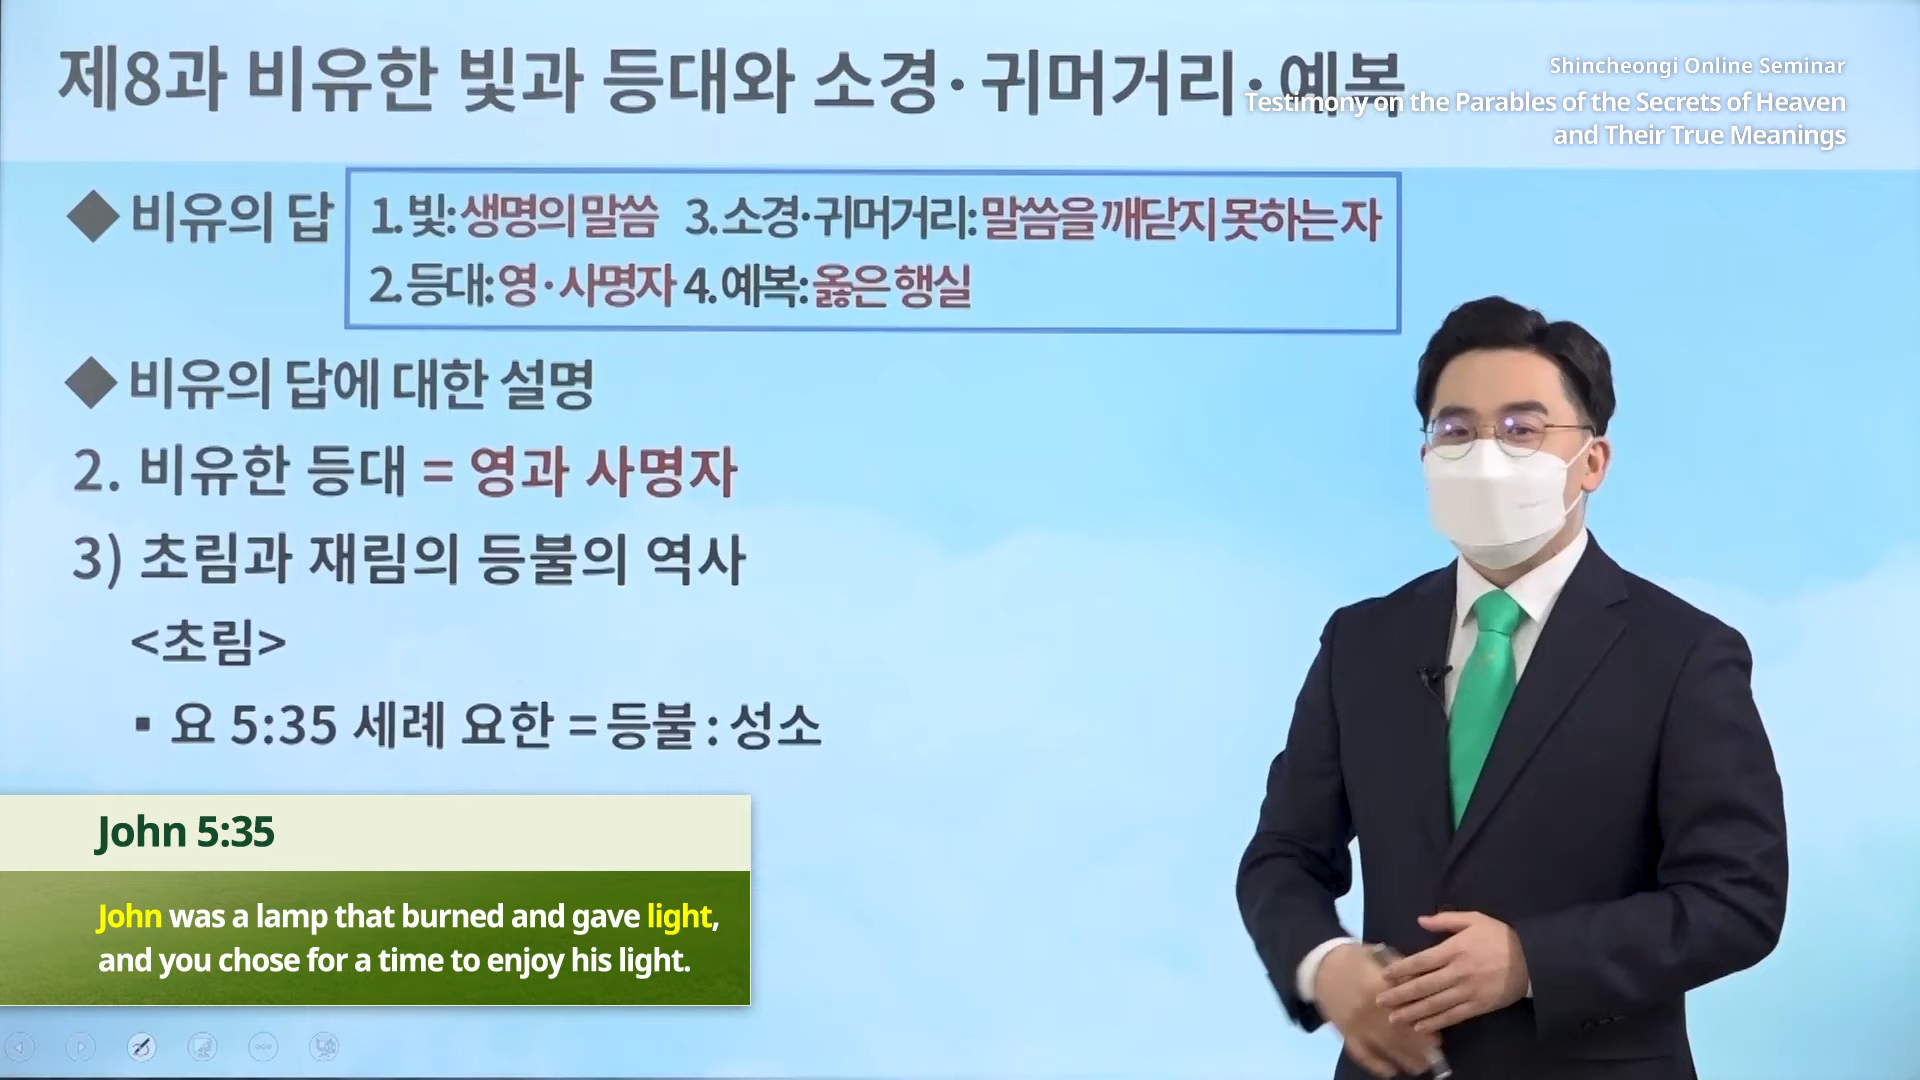 제8과 비유한 빛과 등대와 소경·귀머거리·예복
Shincheongi Online Seminar
Testimony on the Parables of the Secrets of Heaven
and Their True Meanings
◆ 비유의 답
1. 빛: 생명의 말씀 3. 소경·귀머거리: 말씀을 깨닫지 못하는 자
2. 등대: 영·사명자 4. 예복: 옳은 행실
◆ 비유의 답에 대한 설명
2. 비유한 등대 = 영과 사명자
3) 초림과 재림의 등불의 역사
<초림>
▪ 요 5:35 세례 요한 = 등불 : 성소
John 5:35
John was a lamp that burned and gave light,
and you chose for a time to enjoy his light.